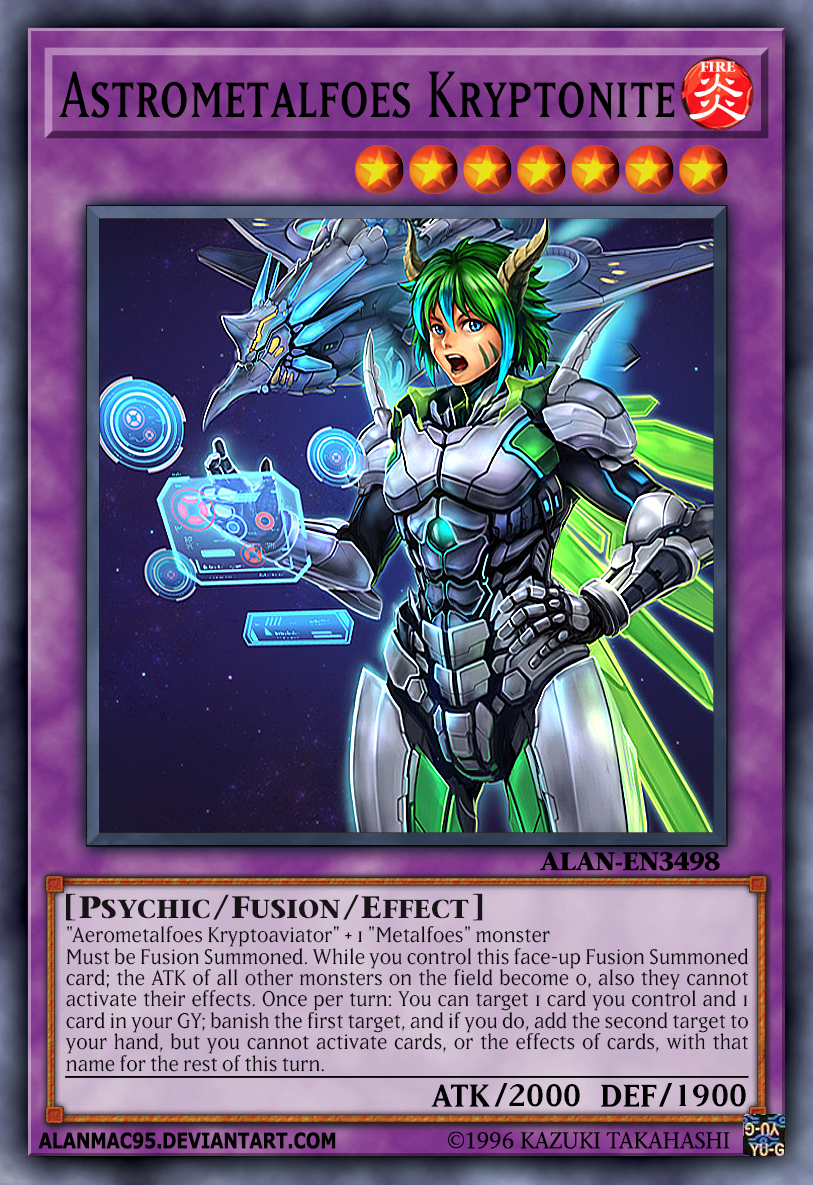 Astrometalfoes Kryptonite
FIRE
炎
ALAN-EN3498
[Psychic/Fusion/Effect]
"Aerometalfoes Kryptoaviator" + 1 "Metalfoes" monster
Must be Fusion Summoned. While you control this face-up Fusion Summoned
card; the ATK of all other monsters on the field become 0, also they cannot
activate their effects. Once per turn: You can target 1 card you control and 1
card in your GY; banish the first target, and if you do, add the second target to
your hand, but you cannot activate cards, or the effects of cards, with that
name for the rest of this turn.
ATK/2000 DEF/1900
ALANMAC95.DEVIANTART.COM
©1996 KAZUKI TAKAHASHI
YU-G
YU-G